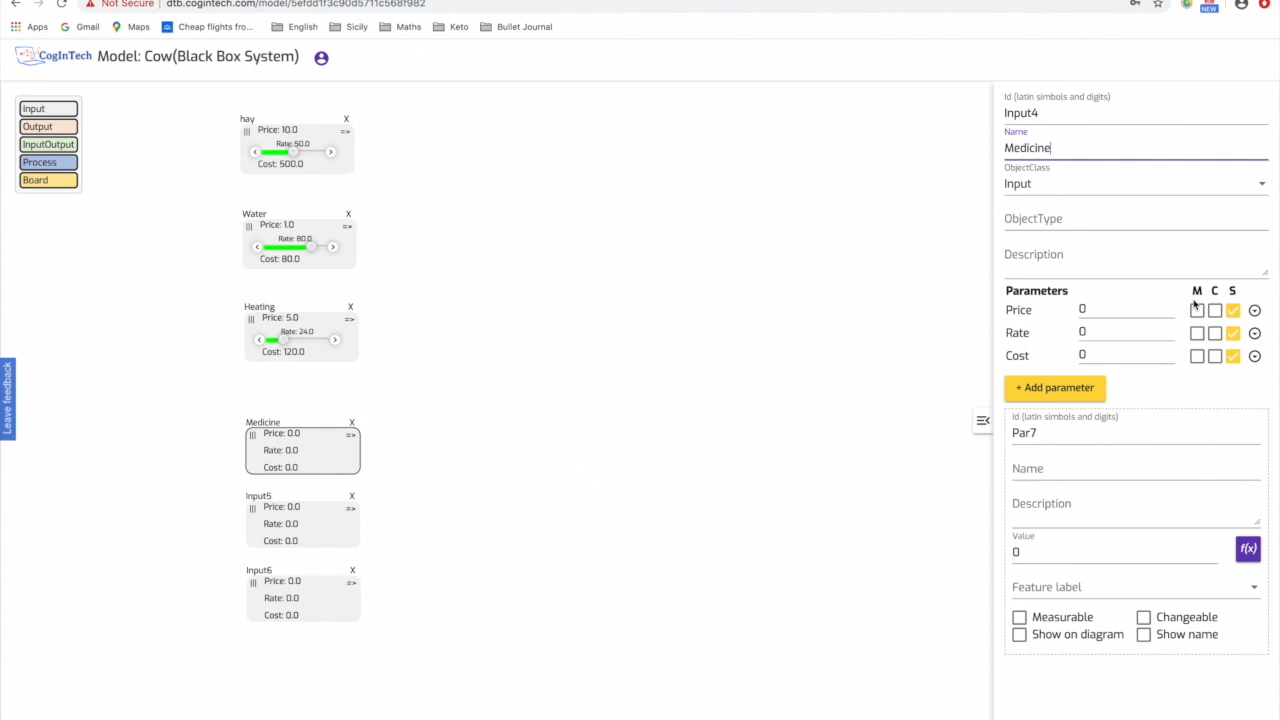 Not Secure
dtb.cogintech.com/model/5efdd1f3c90d5711c568f982
NEW
Apps
Gmail
Maps
Cheap flights fro...
English
Sicily
Maths
Keto
Bullet Journal
CogInTech
Model: Cow(Black Box System)
Input
Output
InputOutput
Process
Board
Leave feedback
hay X
Price: 10.0 =>
Rate: 50.0
Cost: 500.0
Water X
Price: 1.0 =>
Rate: 80.0
Cost: 80.0
Heating X
Price: 5.0 =>
Rate: 24.0
Cost: 120.0
Medicine X
Price: 0.0 =>
Rate: 0.0
Cost: 0.0
Input5 X
Price: 0.0 =>
Rate: 0.0
Cost: 0.0
Input6 X
Price: 0.0 =>
Rate: 0.0
Cost: 0.0
Id (latin simbols and digits)
Input4
Name
Medicine
ObjectClass
Input
ObjectType
Description
Parameters M C S
Price 0
Rate 0
Cost 0
+ Add parameter
Id (latin simbols and digits)
Par7
Name
Description
Value
0
f(x)
Feature label
Measurable Changeable
Show on diagram Show name